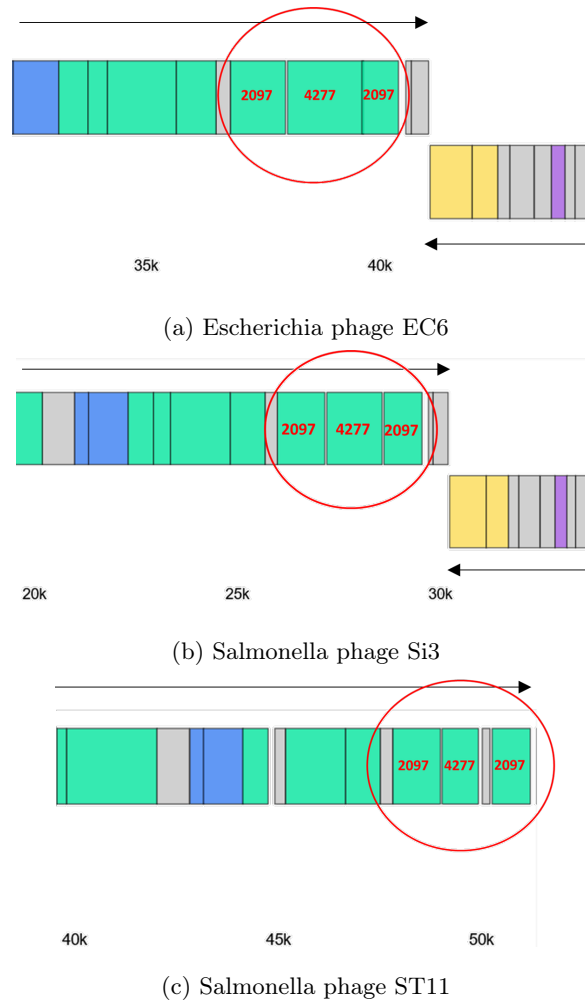 2097 4277 2097
35k 40k
(a) Escherichia phage EC6
2097 4277 2097
20k 25k 30k
(b) Salmonella phage Si3
2097 4277 2097
40k 45k 50k
(c) Salmonella phage ST11